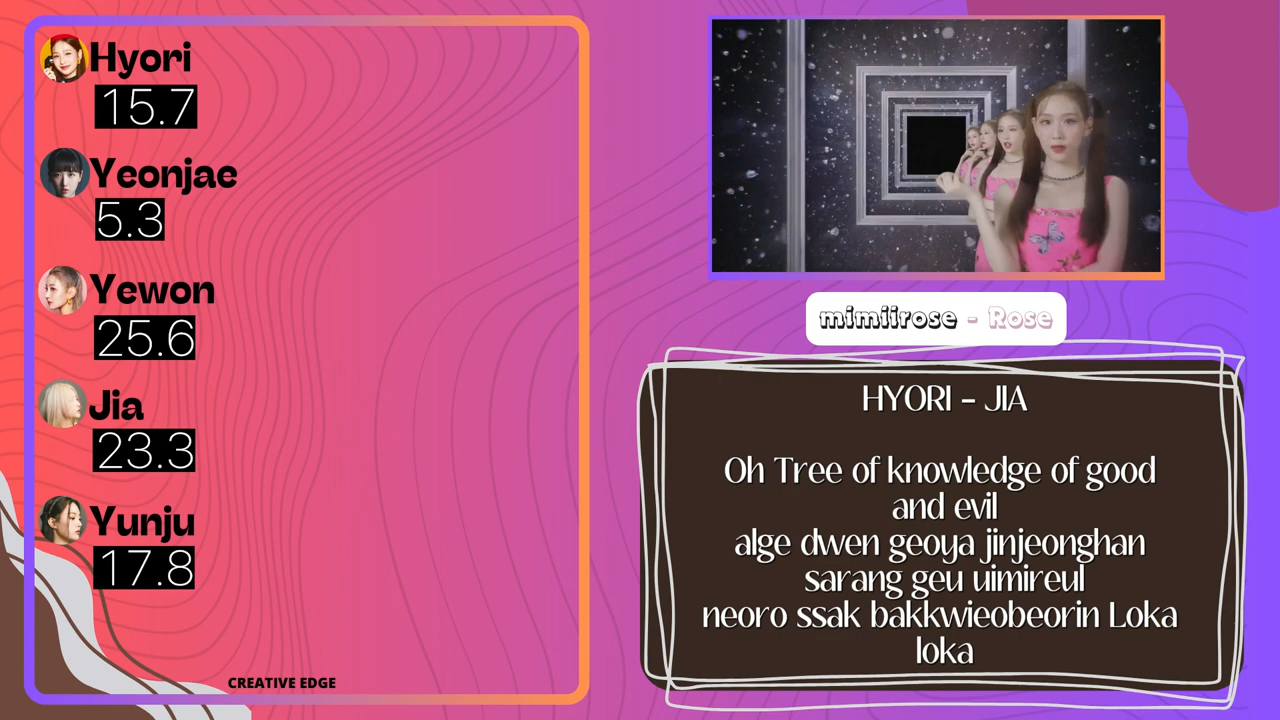 Hyori
15.7
Yeonjae
5.3
Yewon
25.6
Jia
23.3
Yunju
17.8
CREATIVE EDGE
mimiirose - Rose
HYORI - JIA
Oh Tree of knowledge of good
and evil
alge dwen geoya jinjeonghan
sarang geu uimireul
neoro ssak bakkwieobeorin Loka
loka